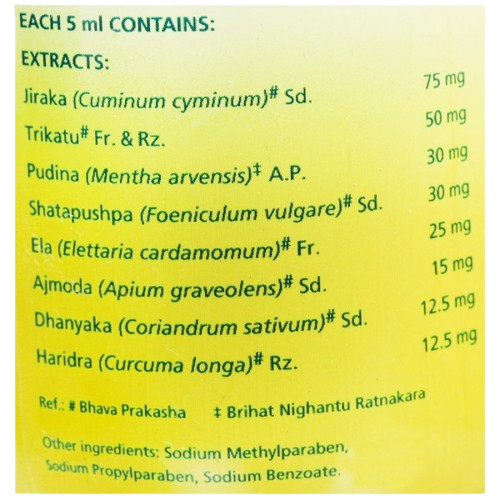 EACH 5 ml CONTAINS:
EXTRACTS:
Jiraka (Cuminum cyminum)# Sd. 75 mg
Trikatu# Fr. & Rz. 50 mg
Pudina (Mentha arvensis)‡ A.P. 30 mg
Shatapushpa (Foeniculum vulgare)# Sd. 30 mg
Ela (Elettaria cardamomum)# Fr. 25 mg
Ajmoda (Apium graveolens)# Sd. 15 mg
Dhanyaka (Coriandrum sativum)# Sd. 12.5 mg
Haridra (Curcuma longa)# Rz. 12.5 mg
Ref.: # Bhava Prakasha ‡ Brihat Nighantu Ratnakara
Other ingredients: Sodium Methylparaben,
Sodium Propylparaben, Sodium Benzoate.